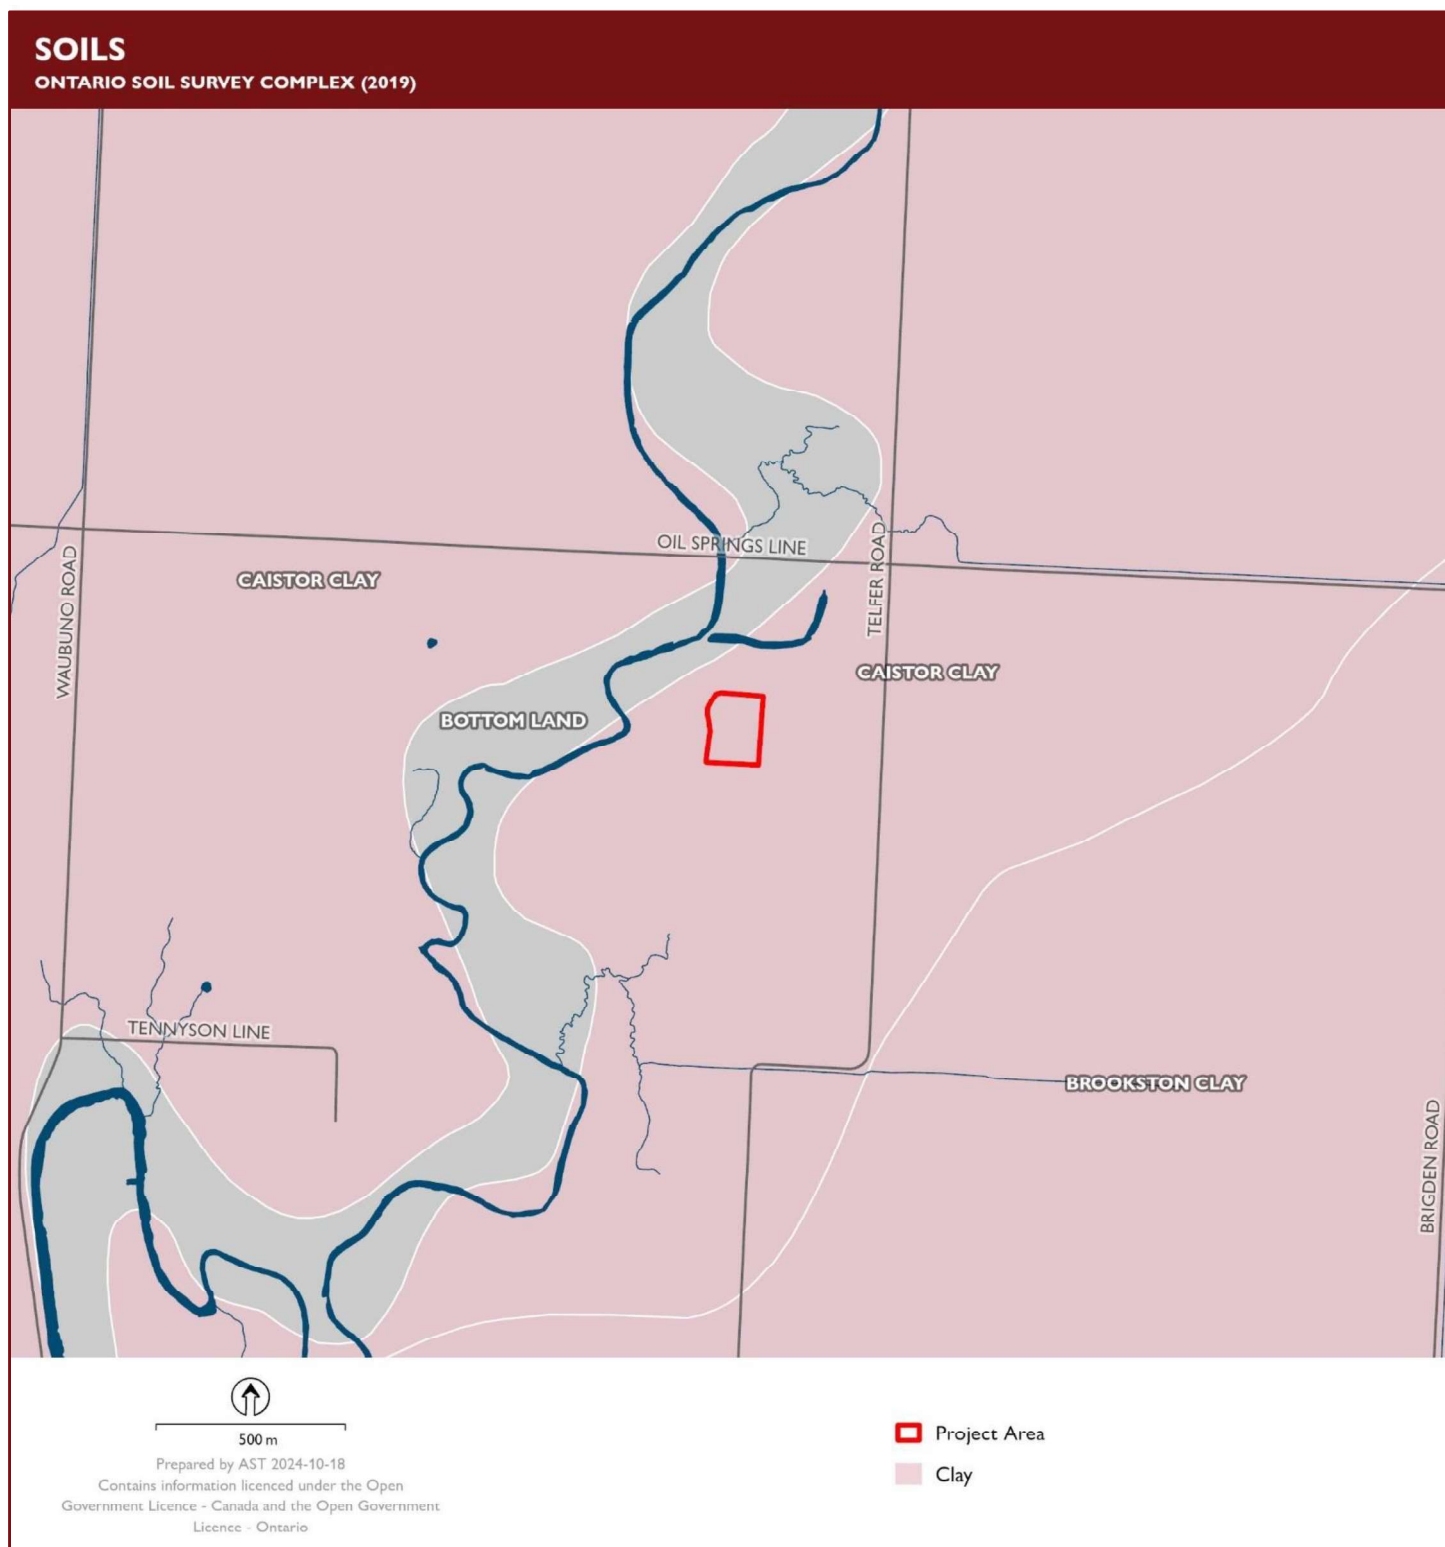 SOILS
ONTARIO SOIL SURVEY COMPLEX (2019)
OIL SPRINGS LINE
WAUBUNO ROAD
CAISTOR CLAY
TELFER ROAD
CAISTOR CLAY
BOTTOM LAND
TENNYSON LINE
BROOKSTON CLAY
BRIGDEN ROAD
500 m
Prepared by AST 2024-10-18
Contains information licenced under the Open
Government Licence - Canada and the Open Government
Licence - Ontario
Project Area
Clay